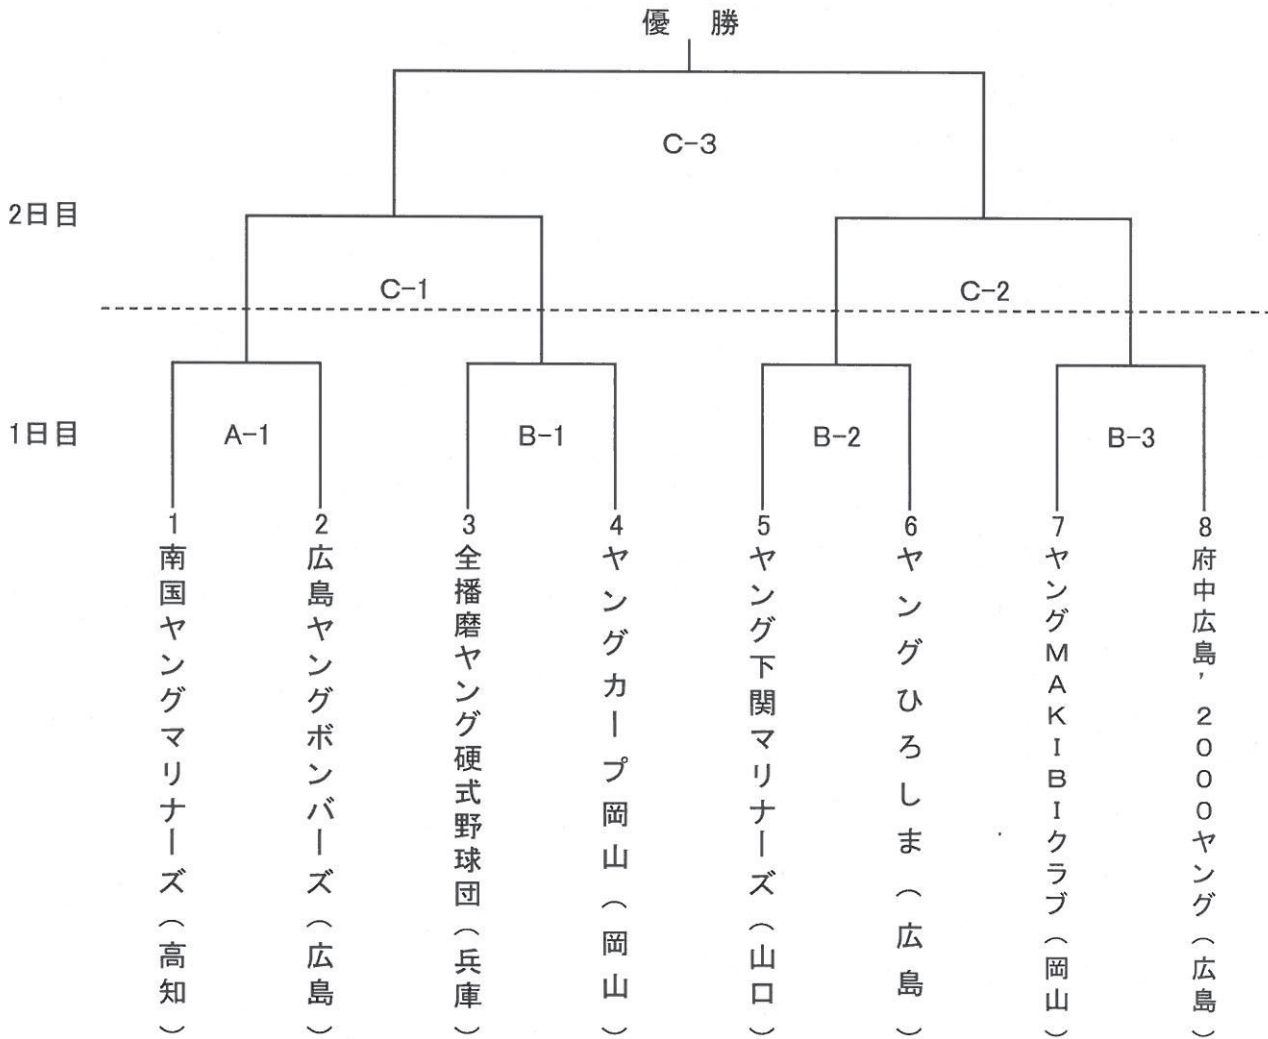 優 勝
C-3
2日目
C-1
C-2
1日目
A-1
B-1
B-2
B-3
1 南国ヤングマリナーズ(高知)
2 広島ヤングボンバーズ(広島)
3 全播磨ヤング硬式野球団(兵庫)
4 ヤングカープ岡山(岡山)
5 ヤング下関マリナーズ(山口)
6 ヤングひろしま(広島)
7 ヤングMAKIBIクラブ(岡山)
8 府中広島'2000ヤング(広島)